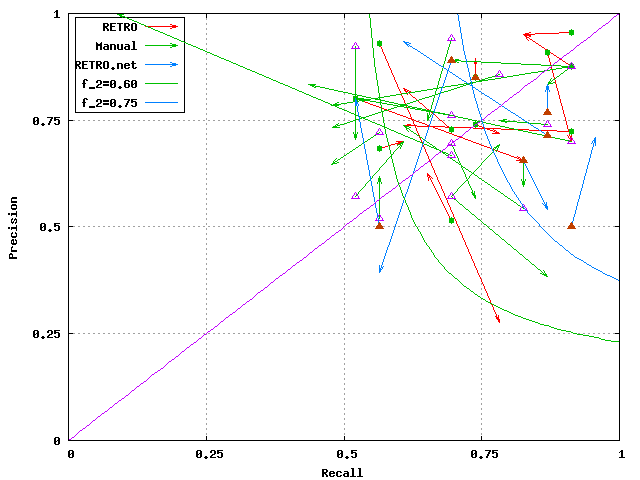 1
RETRO
Manual
RETRO.net
f_2=0.60
f_2=0.75
0.75
Precision
0.5
0.25
0
0
0.25
0.5
0.75
1
Recall